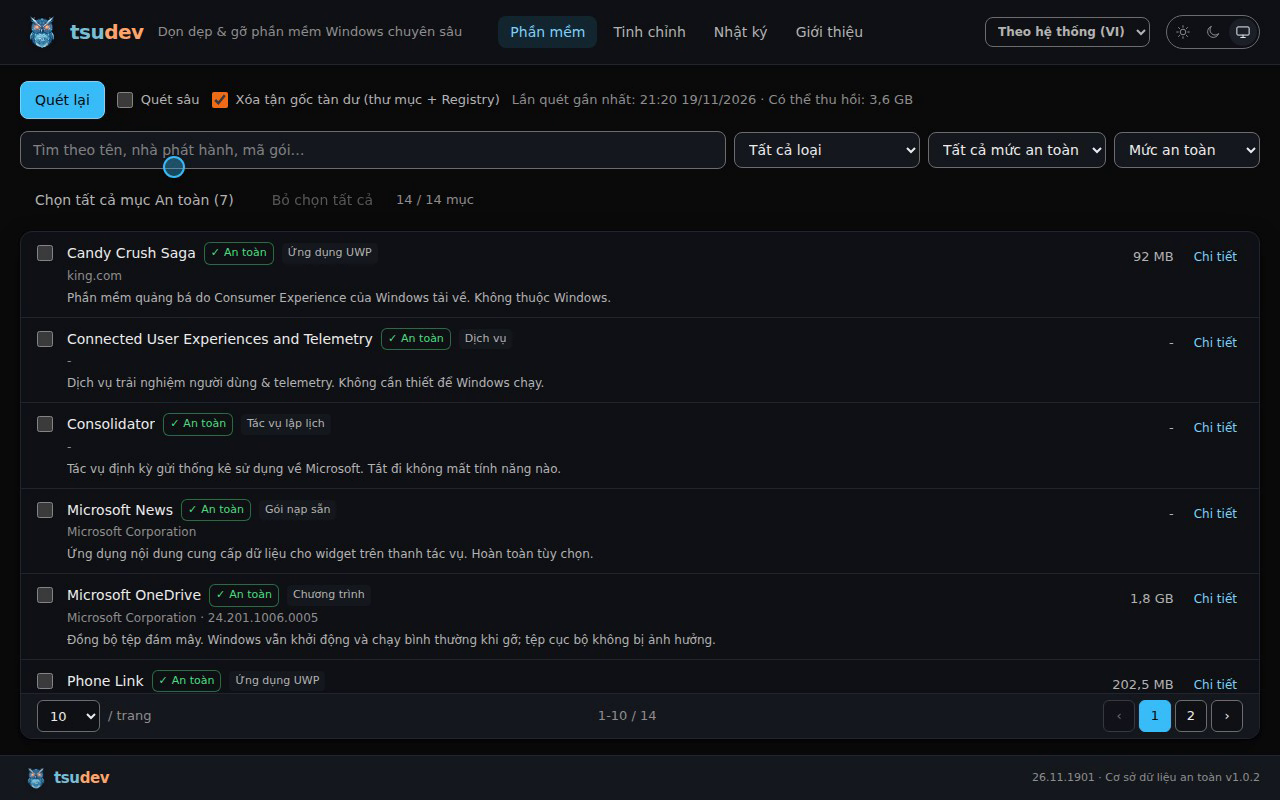 tsudev Dọn dẹp & gỡ phần mềm Windows chuyên sâu Phần mềm Tinh chỉnh Nhật ký Giới thiệu Theo hệ thống (VI)
Quét lại Quét sâu Xóa tận gốc tàn dư (thư mục + Registry) Lần quét gần nhất: 21:20 19/11/2026 · Có thể thu hồi: 3,6 GB
Tìm theo tên, nhà phát hành, mã gói... Tất cả loại Tất cả mức an toàn Mức an toàn
Chọn tất cả mục An toàn (7) Bỏ chọn tất cả 14 / 14 mục
Candy Crush Saga ✓ An toàn Ứng dụng UWP 92 MB Chi tiết
king.com
Phần mềm quảng bá do Consumer Experience của Windows tải về. Không thuộc Windows.
Connected User Experiences and Telemetry ✓ An toàn Dịch vụ - Chi tiết
-
Dịch vụ trải nghiệm người dùng & telemetry. Không cần thiết để Windows chạy.
Consolidator ✓ An toàn Tác vụ lập lịch - Chi tiết
-
Tác vụ định kỳ gửi thống kê sử dụng về Microsoft. Tắt đi không mất tính năng nào.
Microsoft News ✓ An toàn Gói nạp sẵn - Chi tiết
Microsoft Corporation
Ứng dụng nội dung cung cấp dữ liệu cho widget trên thanh tác vụ. Hoàn toàn tùy chọn.
Microsoft OneDrive ✓ An toàn Chương trình 1,8 GB Chi tiết
Microsoft Corporation · 24.201.1006.0005
Đồng bộ tệp đám mây. Windows vẫn khởi động và chạy bình thường khi gỡ; tệp cục bộ không bị ảnh hưởng.
Phone Link ✓ An toàn Ứng dụng UWP 202,5 MB Chi tiết
10 / trang 1-10 / 14 ‹ 1 2 ›
tsudev 26.11.1901 · Cơ sở dữ liệu an toàn v1.0.2